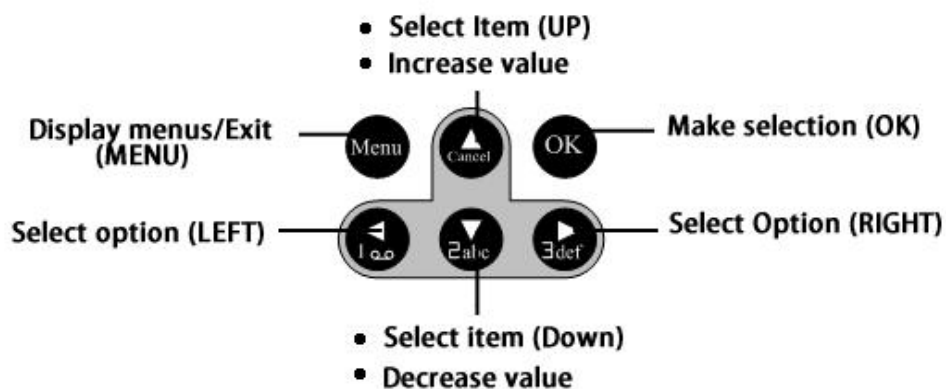 • Select Item (UP)
• Increase value
Display menus/Exit
(MENU)
Menu
Cancel
OK
Make selection (OK)
Select option (LEFT)
1
2abc
3def
Select Option (RIGHT)
• Select item (Down)
• Decrease value